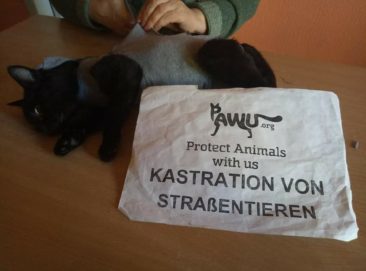 PAWU.org
Protect Animals
with us
KASTRATION VON
STRAßENTIEREN